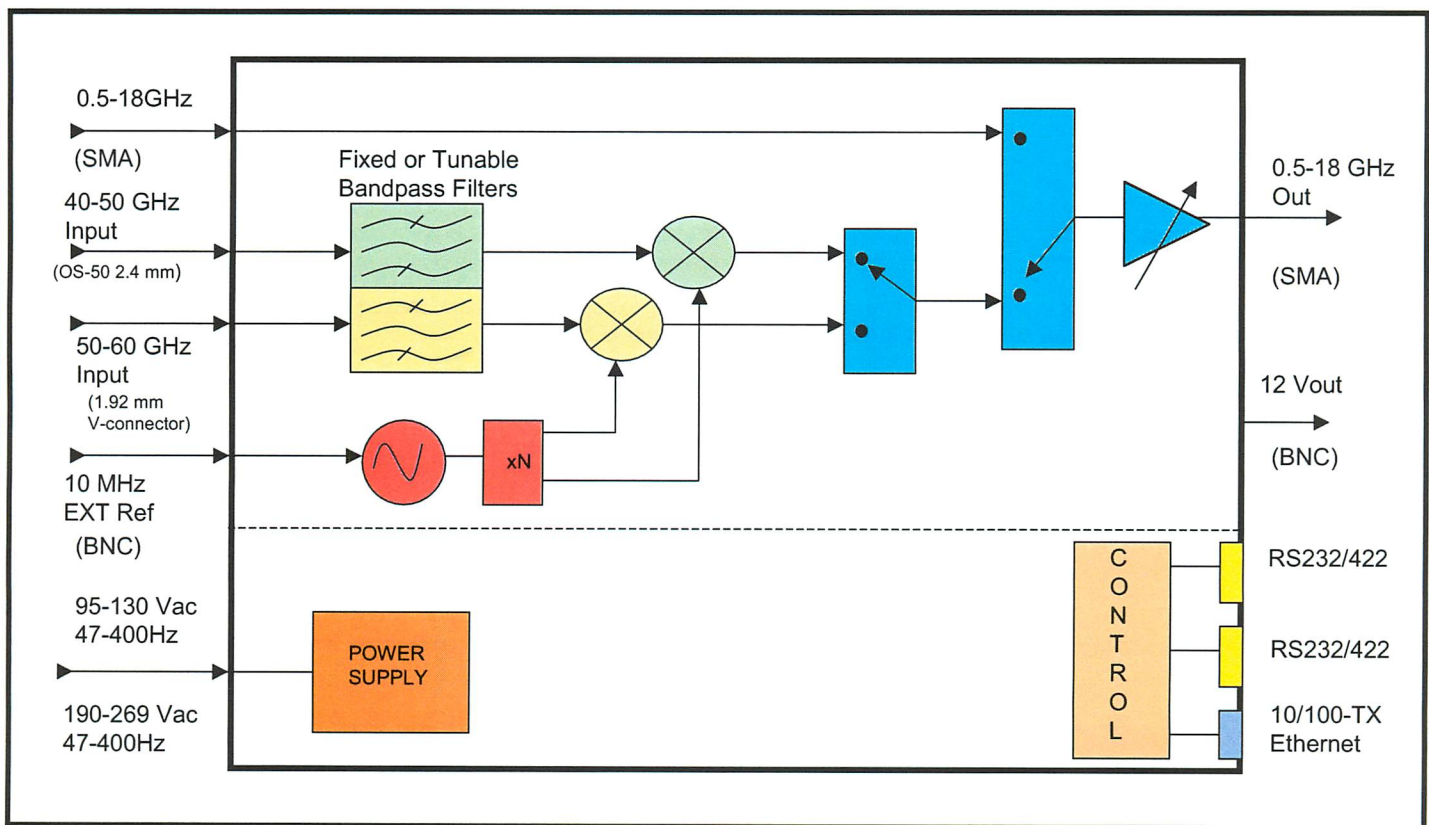 0.5-18GHz
(SMA)
40-50 GHz
Input
(OS-50 2.4 mm)
50-60 GHz
Input
(1.92 mm
V-connector)
10 MHz
EXT Ref
(BNC)
95-130 Vac
47-400Hz
190-269 Vac
47-400Hz
Fixed or Tunable
Bandpass Filters
xN
POWER
SUPPLY
CONTROL
0.5-18 GHz
Out
(SMA)
12 Vout
(BNC)
RS232/422
RS232/422
10/100-TX
Ethernet